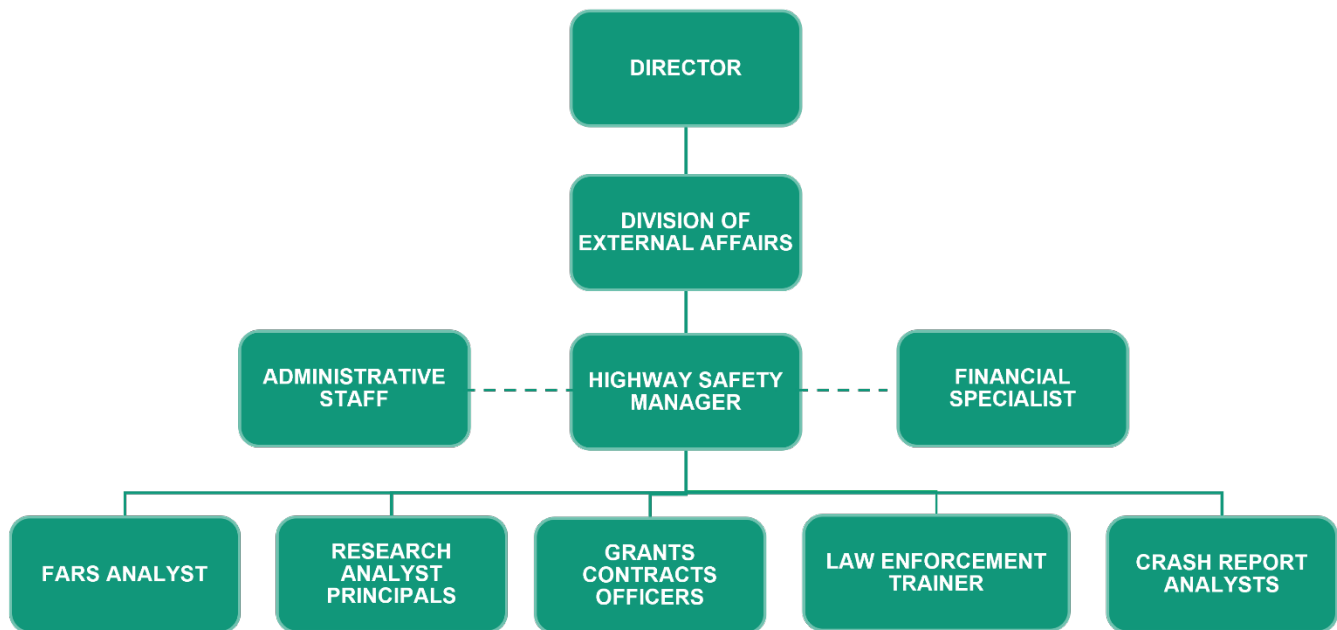 DIRECTOR
DIVISION OF
EXTERNAL AFFAIRS
ADMINISTRATIVE
STAFF
HIGHWAY SAFETY
MANAGER
FINANCIAL
SPECIALIST
FARS ANALYST
RESEARCH
ANALYST
PRINCIPALS
GRANTS
CONTRACTS
OFFICERS
LAW ENFORCEMENT
TRAINER
CRASH REPORT
ANALYSTS